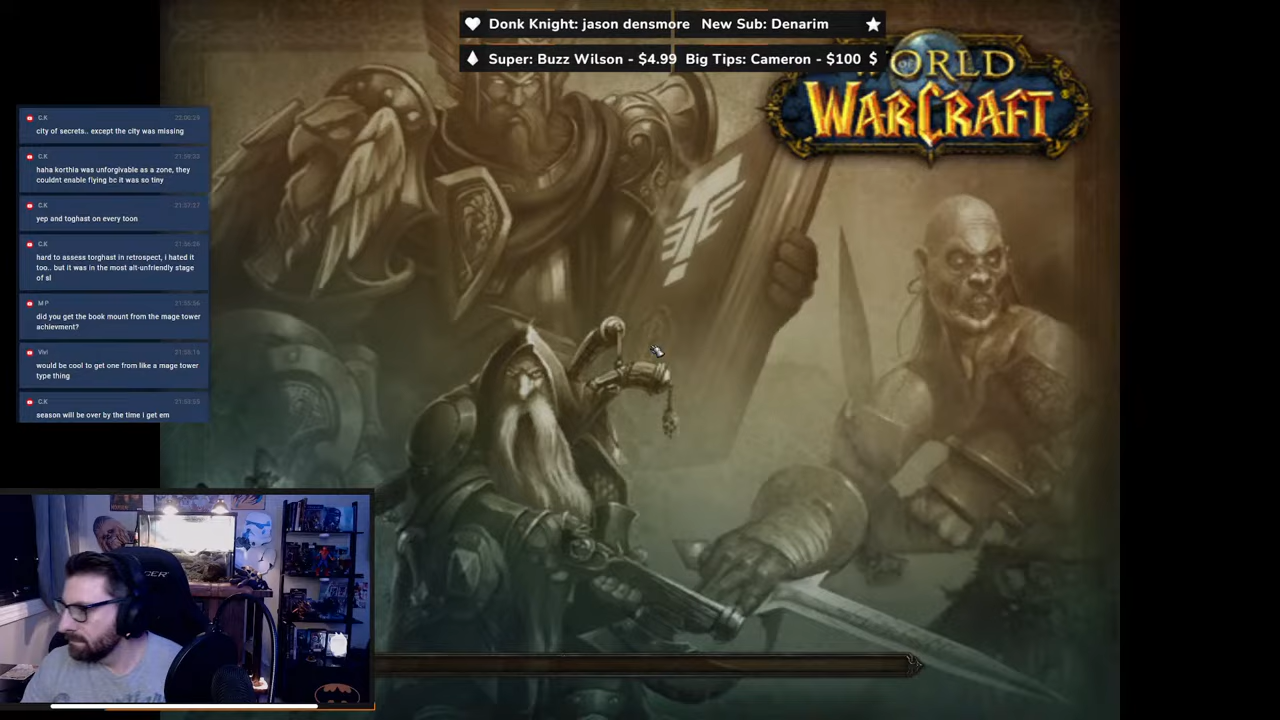 Donk Knight: jason densmore New Sub: Denarim
Super: Buzz Wilson - $4.99 Big Tips: Cameron - $100 $
WORLD
OF
WARCRAFT
C.K
city of secrets.. except the city was missing
C.K
haha korthia was unforgivable as a zone, they
couldnt enable flying bc it was so tiny
C.K
yep and toghast on every toon
C.K
hard to assess torghast in retrospect, i hated it
too.. but it was in the most alt-unfriendly stage
of sl
M P
did you get the book mount from the mage tower
achievment?
Vivi
would be cool to get one from like a mage tower
type thing
C.K
season will be over by the time i get em